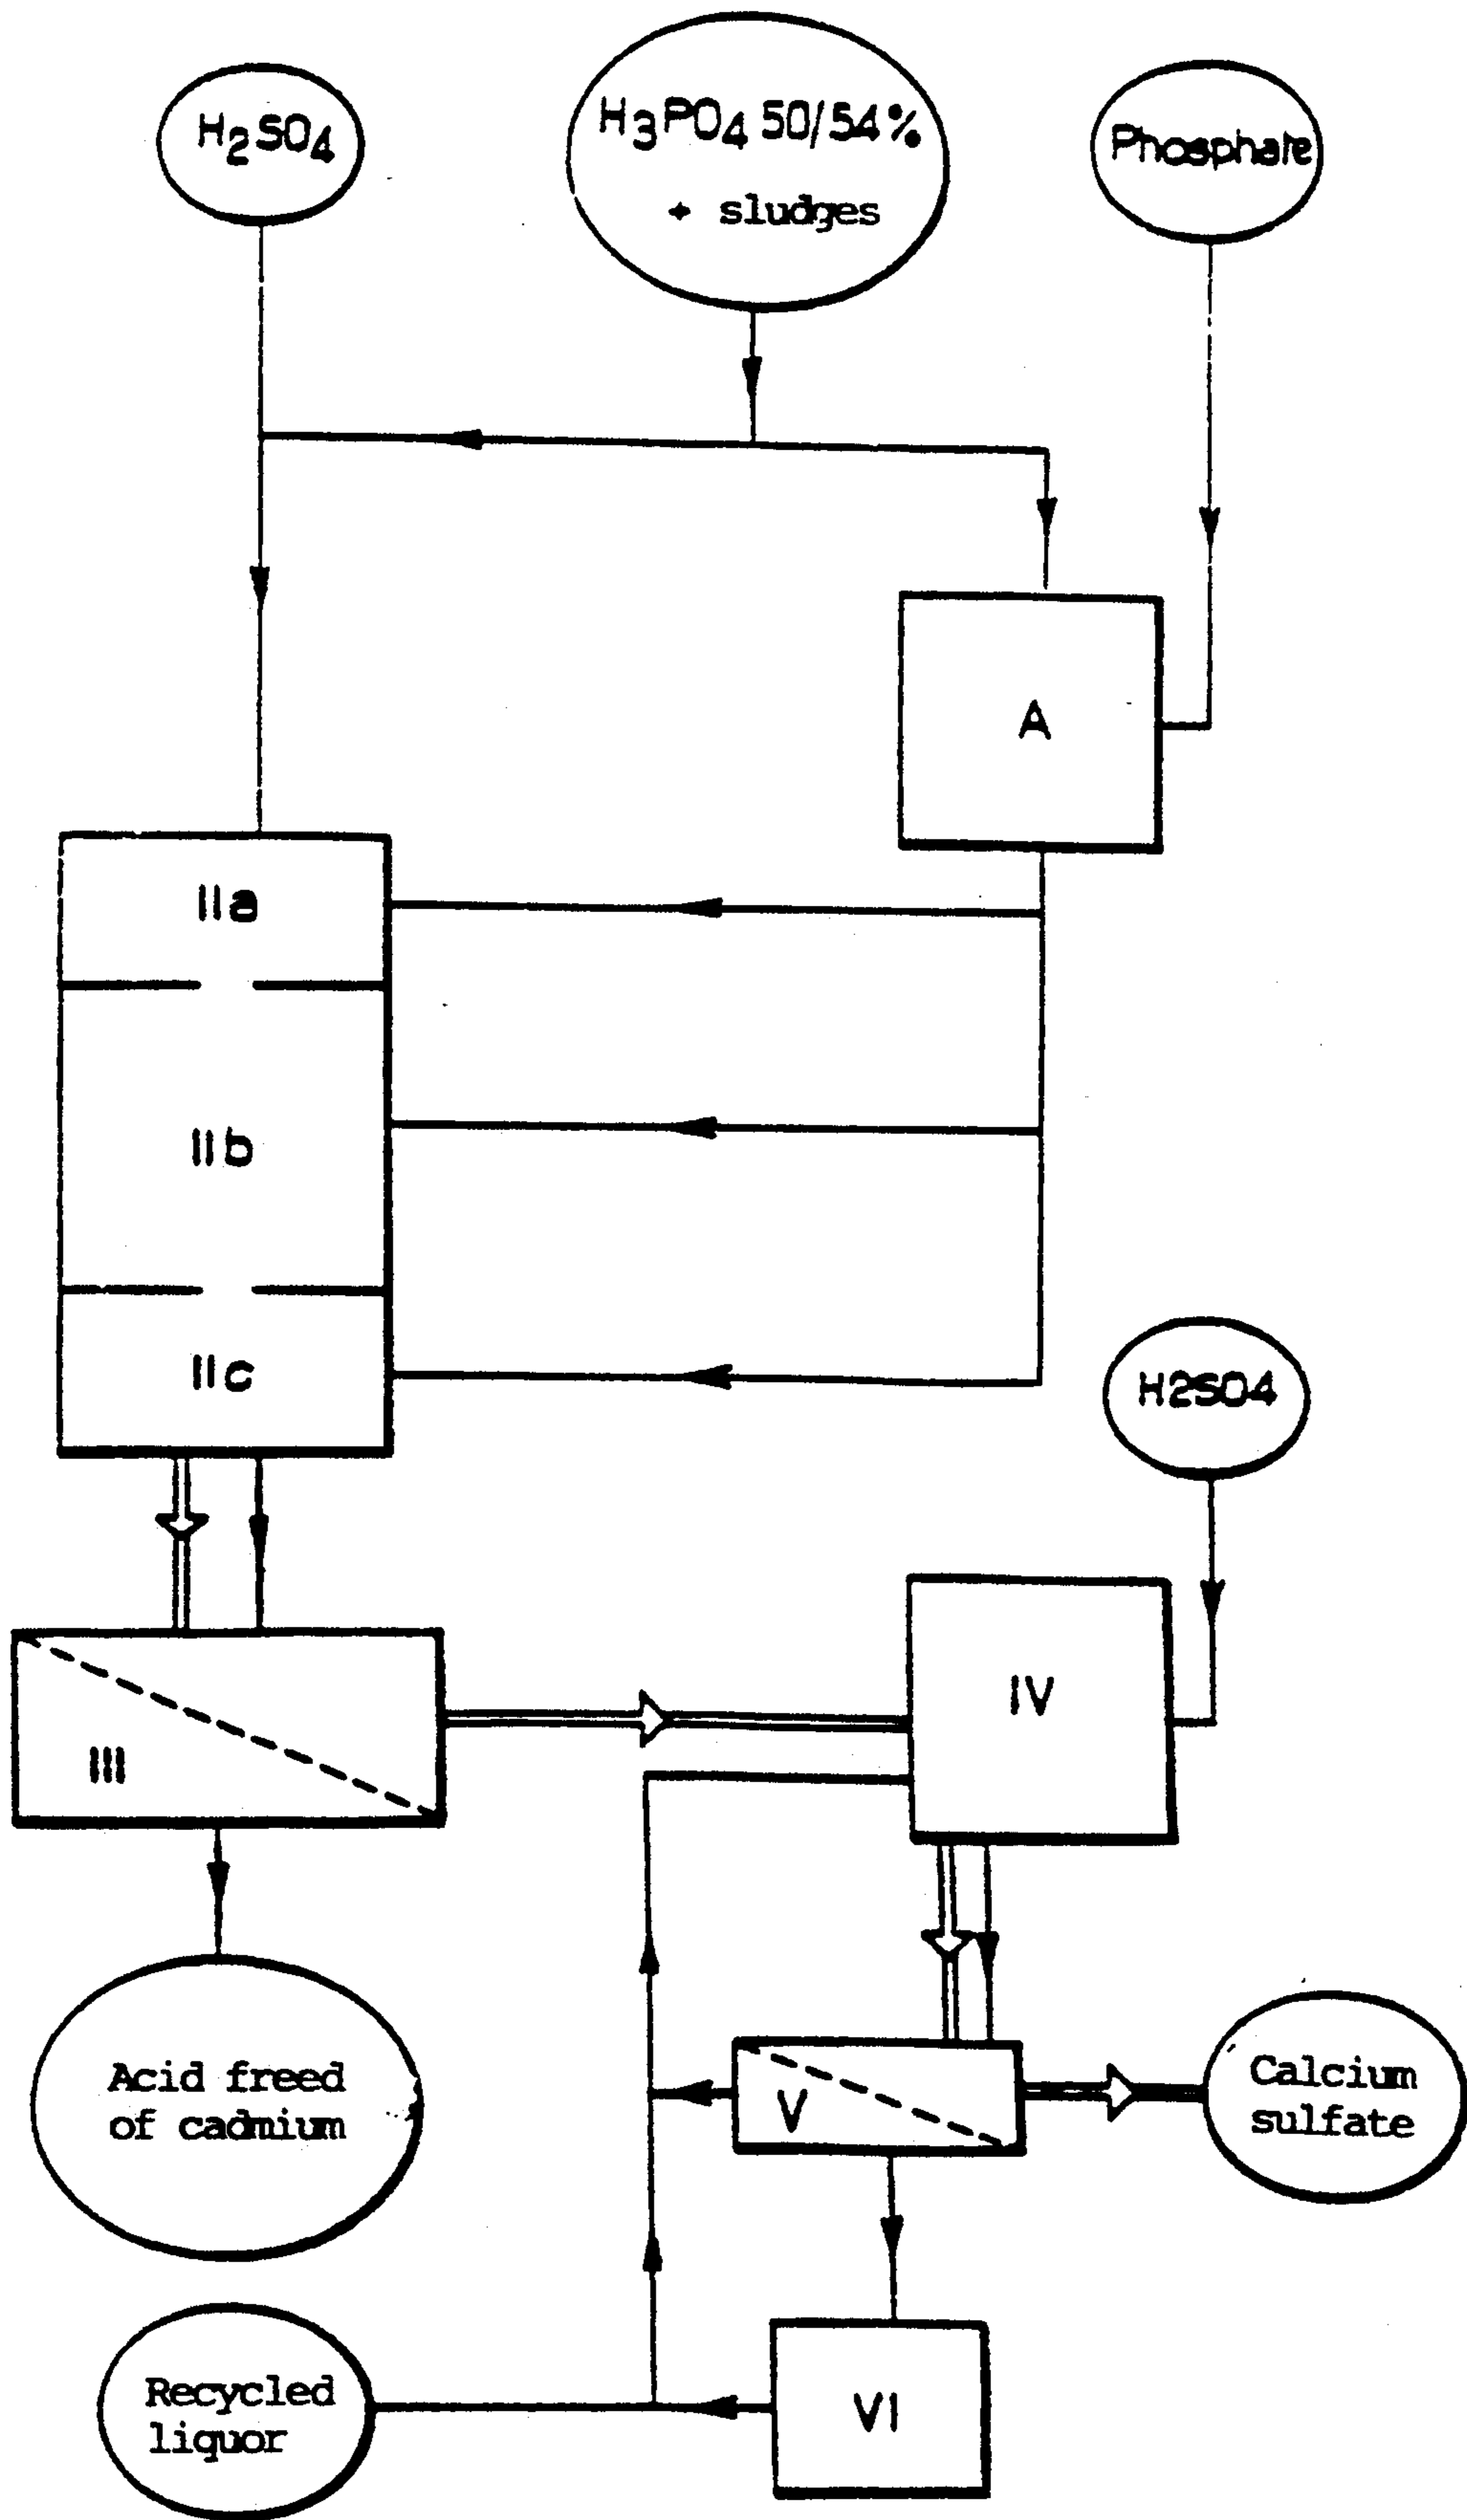 H2SO4
H3PO4 50/54%
+ sludges
Phosphate
A
IIa
IIb
IIc
H2SO4
IV
III
Acid freed
of cadmium
V
Calcium
sulfate
Recycled
liquor
VI